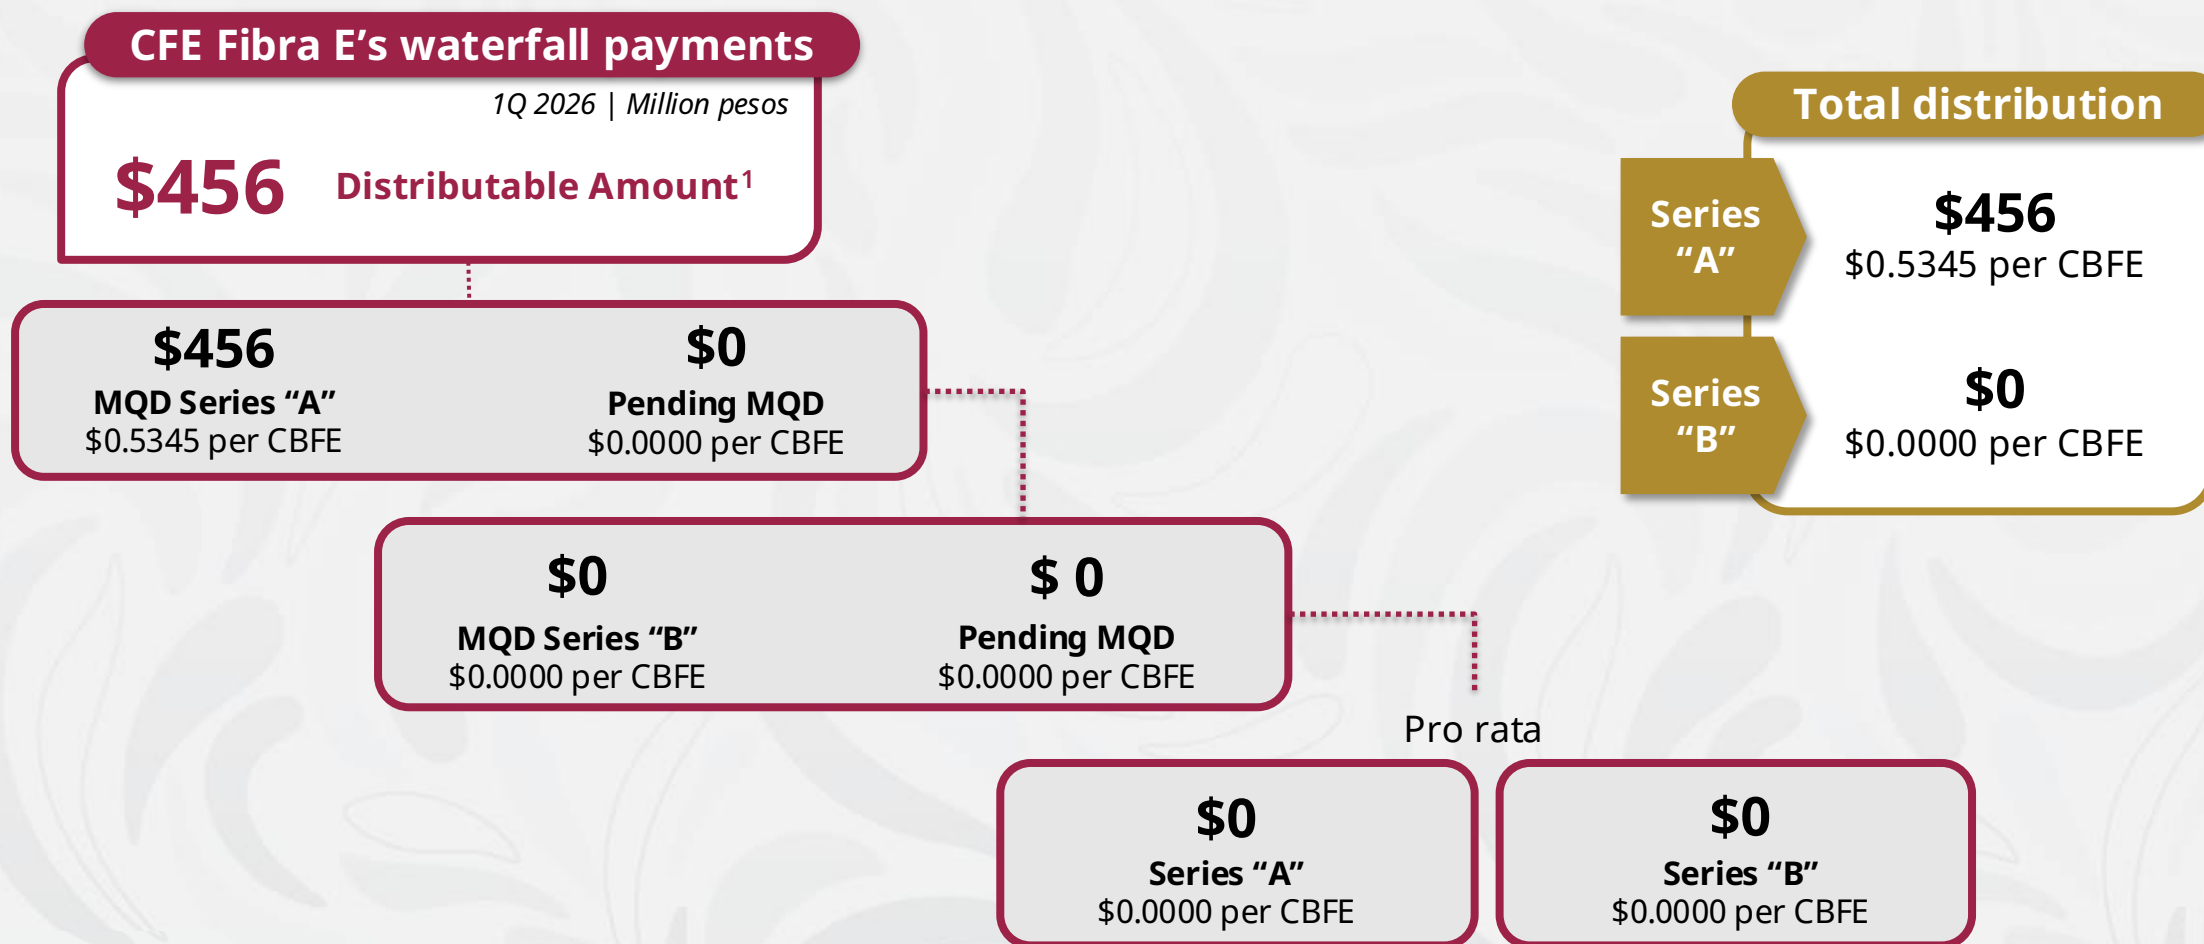 CFE Fibra E’s waterfall payments
1Q 2026 | Million pesos
$456 Distributable Amount¹
$456
MQD Series “A”
$0.5345 per CBFE
$0
Pending MQD
$0.0000 per CBFE
$0
MQD Series “B”
$0.0000 per CBFE
$ 0
Pending MQD
$0.0000 per CBFE
Pro rata
$0
Series “A”
$0.0000 per CBFE
$0
Series “B”
$0.0000 per CBFE
Total distribution
Series
“A”
$456
$0.5345 per CBFE
Series
“B”
$0
$0.0000 per CBFE